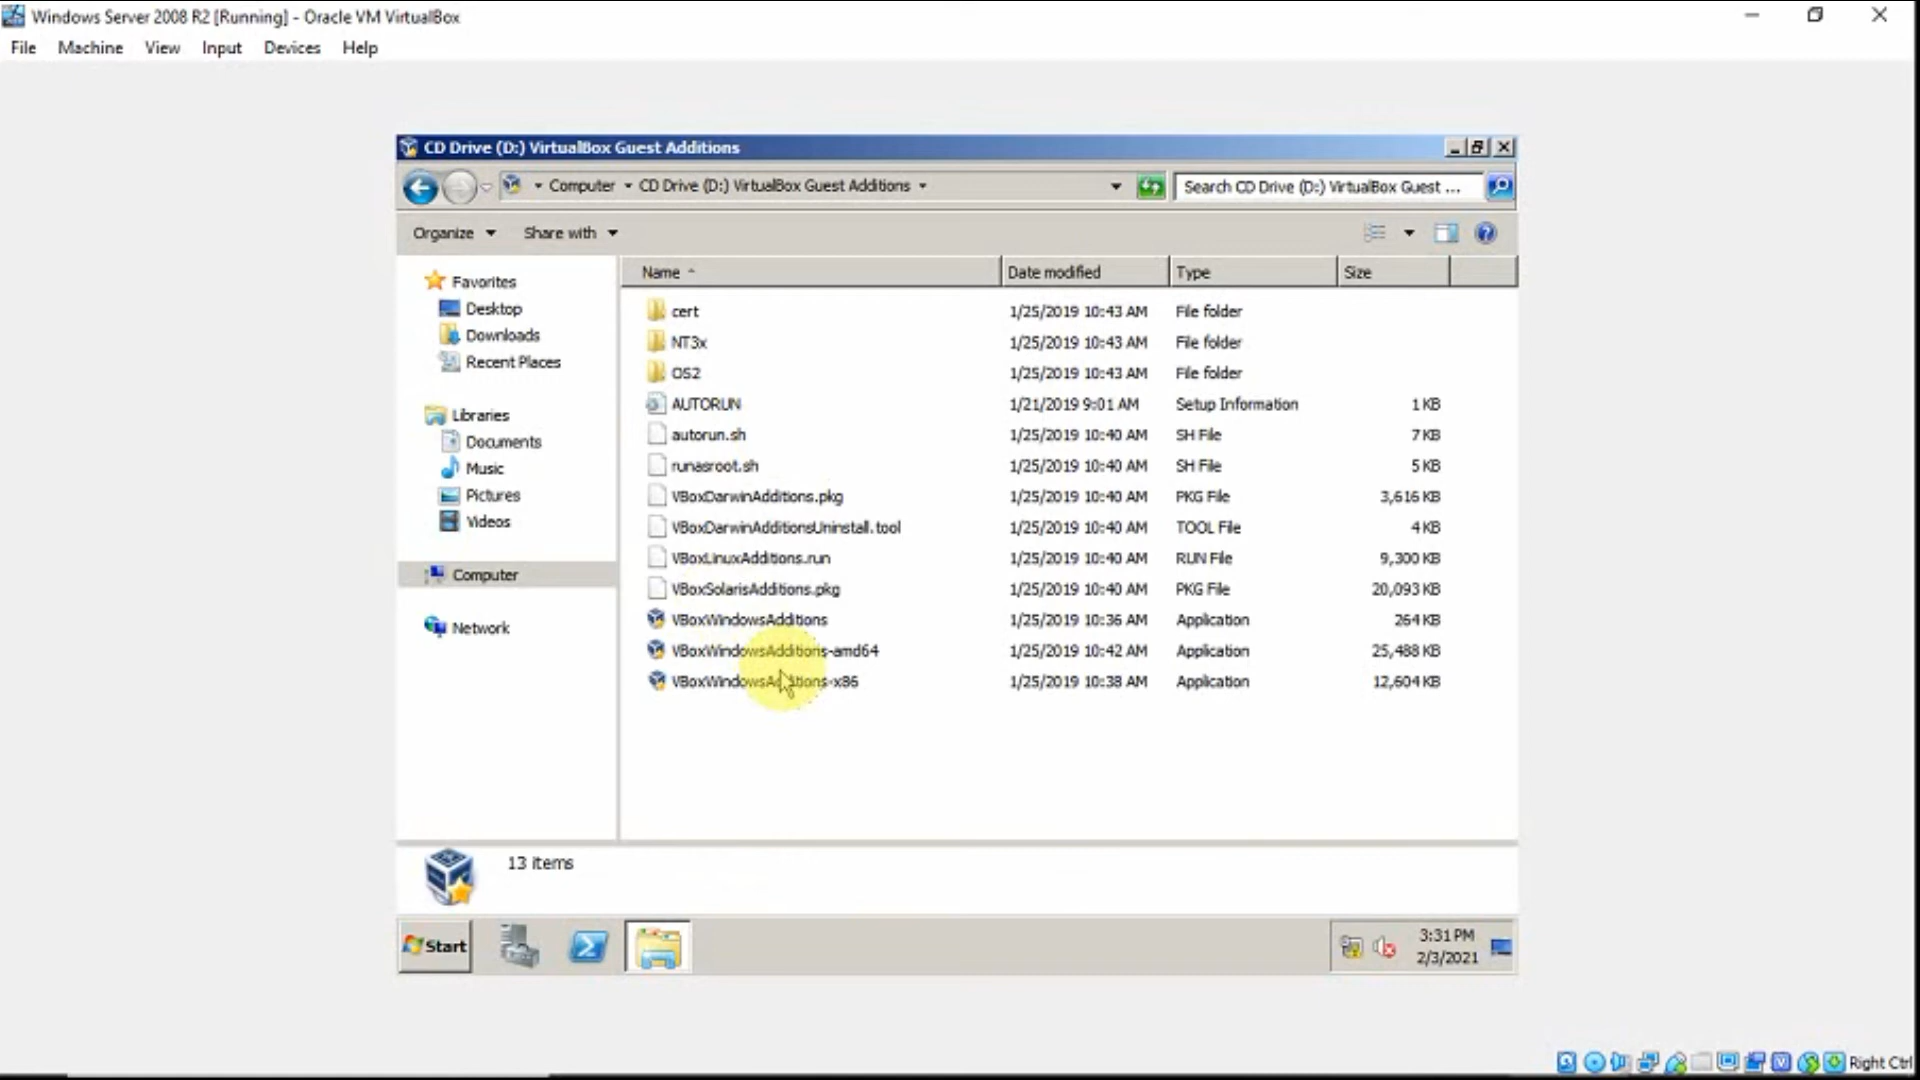 Windows Server 2008 R2 [Running] - Oracle VM VirtualBox
File Machine View Input Devices Help
CD Drive (D:) VirtualBox Guest Additions
Computer CD Drive (D:) VirtualBox Guest Additions Search CD Drive (D:) VirtualBox Guest ...
Organize Share with
Favorites
Desktop
Downloads
Recent Places
Libraries
Documents
Music
Pictures
Videos
Computer
Network
Name Date modified Type Size
cert 1/25/2019 10:43 AM File folder
NT3x 1/25/2019 10:43 AM File folder
OS2 1/25/2019 10:43 AM File folder
AUTORUN 1/21/2019 9:01 AM Setup Information 1 KB
autorun.sh 1/25/2019 10:40 AM SH File 7 KB
runasroot.sh 1/25/2019 10:40 AM SH File 5 KB
VBoxDarwinAdditions.pkg 1/25/2019 10:40 AM PKG File 3,616 KB
VBoxDarwinAdditionsUninstall.tool 1/25/2019 10:40 AM TOOL File 4 KB
VBoxLinuxAdditions.run 1/25/2019 10:40 AM RUN File 9,300 KB
VBoxSolarisAdditions.pkg 1/25/2019 10:40 AM PKG File 20,093 KB
VBoxWindowsAdditions 1/25/2019 10:36 AM Application 264 KB
VBoxWindowsAdditions-amd64 1/25/2019 10:42 AM Application 25,488 KB
VBoxWindowsAdditions-x86 1/25/2019 10:38 AM Application 12,604 KB
13 items
Start
3:31 PM
2/3/2021
Right Ctrl